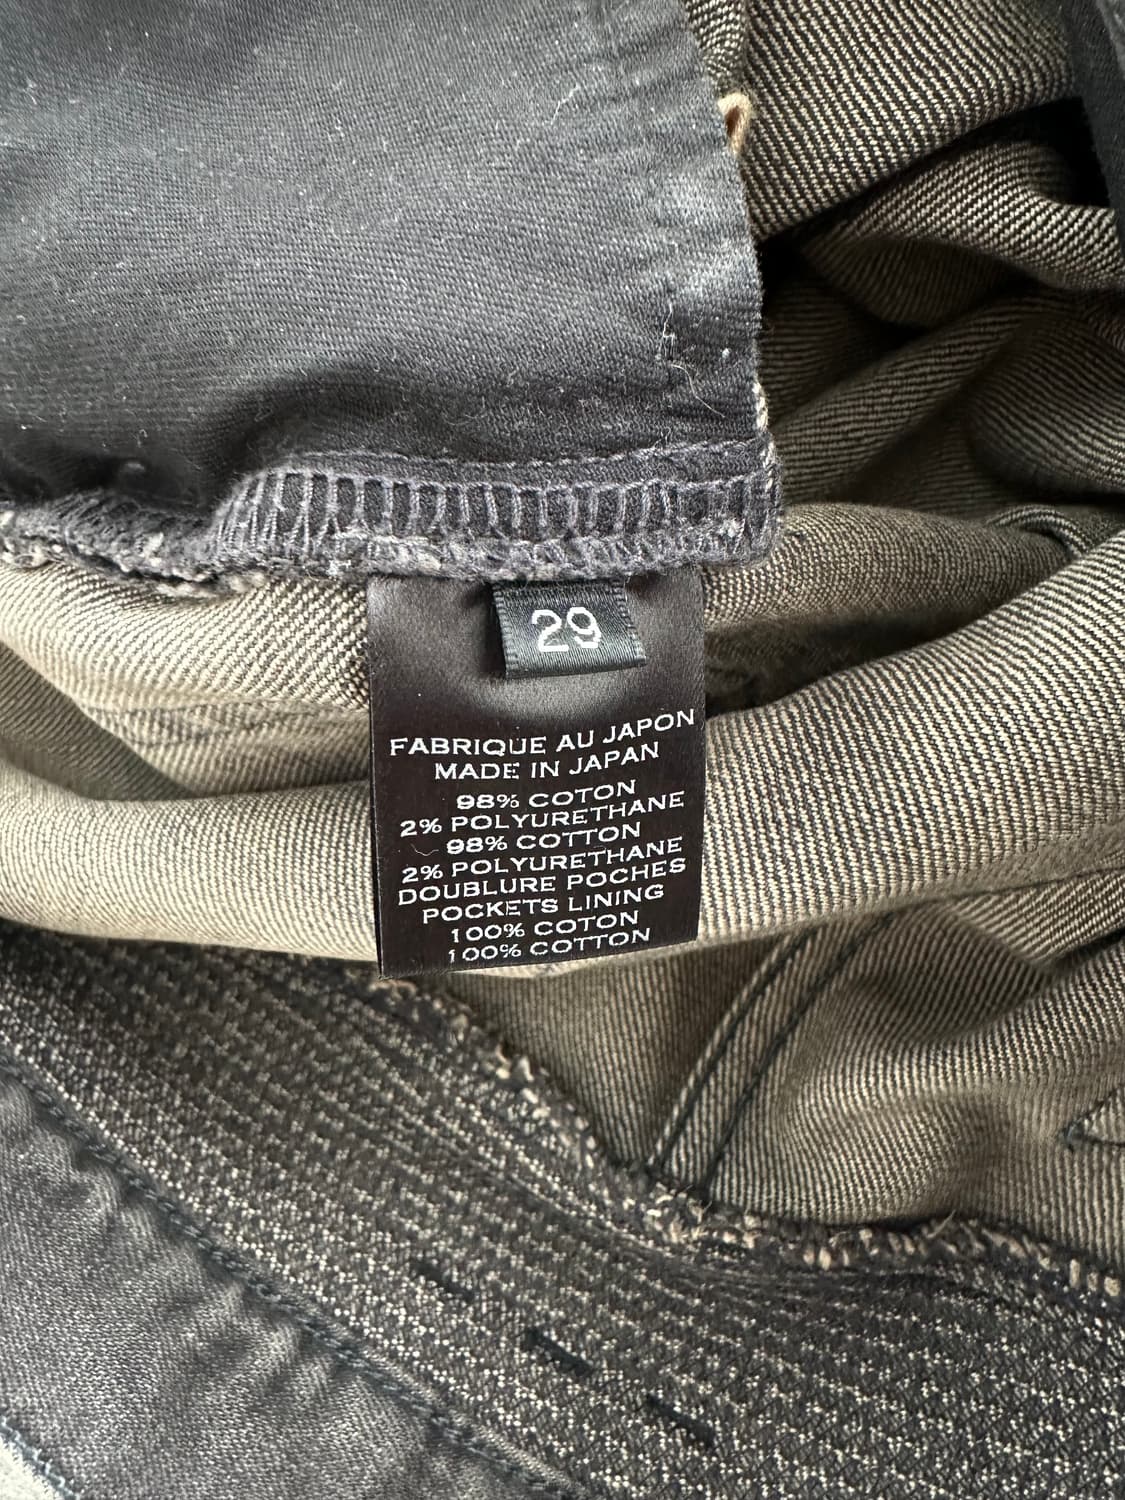 29
FABRIQUE AU JAPON
MADE IN JAPAN
98% COTON
2% POLYURETHANE
98% COTTON
2% POLYURETHANE
DOUBLURE POCHES
POCKETS LINING
100% COTON
100% COTTON